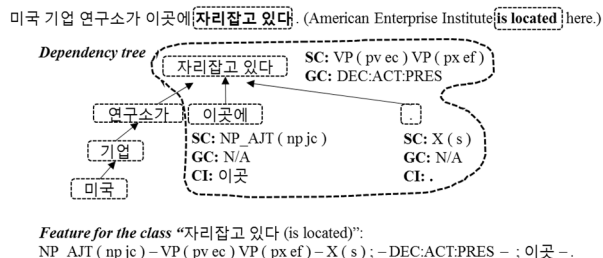 미국 기업 연구소가 이곳에 자리잡고 있다 . (American Enterprise Institute is located here.)
Dependency tree
자리잡고 있다
SC: VP ( pv ec ) VP ( px ef )
GC: DEC:ACT:PRES
연구소가 이곳에 .
SC: NP_AJT ( np jc ) SC: X ( s )
기업 GC: N/A GC: N/A
CI: 이곳 CI: .
미국
Feature for the class “자리잡고 있다 (is located)”:
NP_AJT ( np jc ) – VP ( pv ec ) VP ( px ef ) – X ( s ) ; – DEC:ACT:PRES – ; 이곳 – .